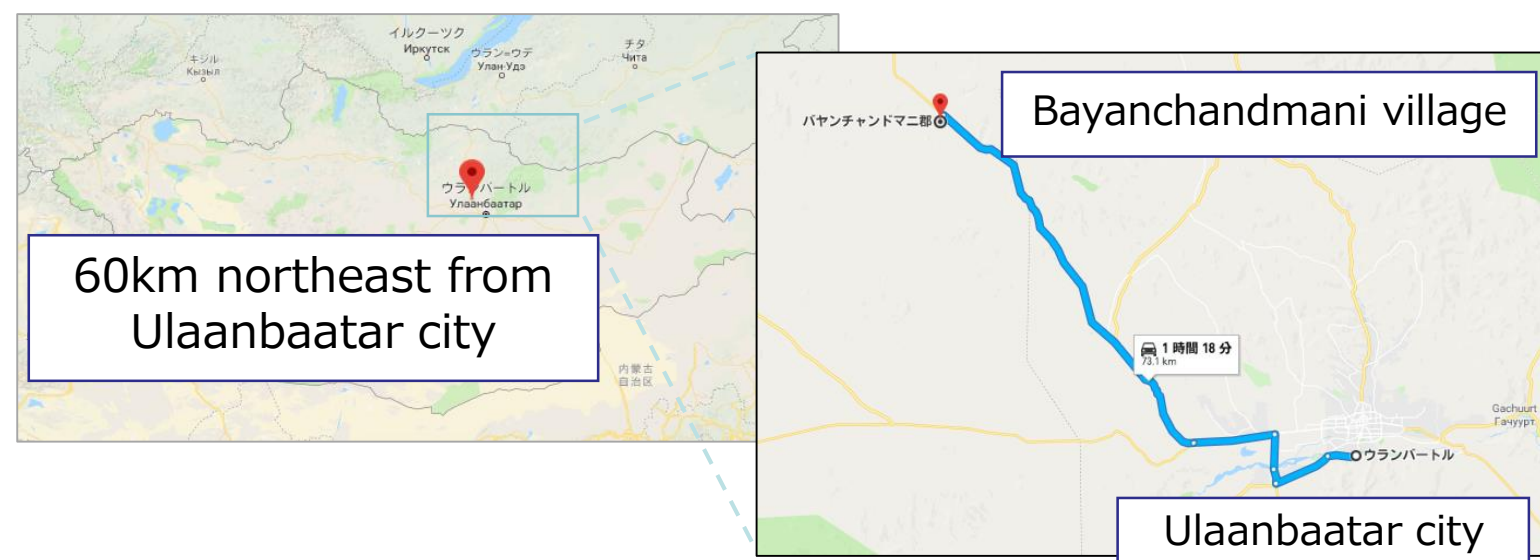 イルクーツク
Иркутск
ウラン=ウデ
Улан-Удэ
チタ
Чита
キジル
Кызыл
ウランバートル
Улаанбаатар
60km northeast from
Ulaanbaatar city
内蒙古
自治区
Bayanchandmani village
バヤンチャンドマニ郡
1 時間 18 分
73.1 km
Gachuurt
Гачуурт
ウランバートル
Ulaanbaatar city